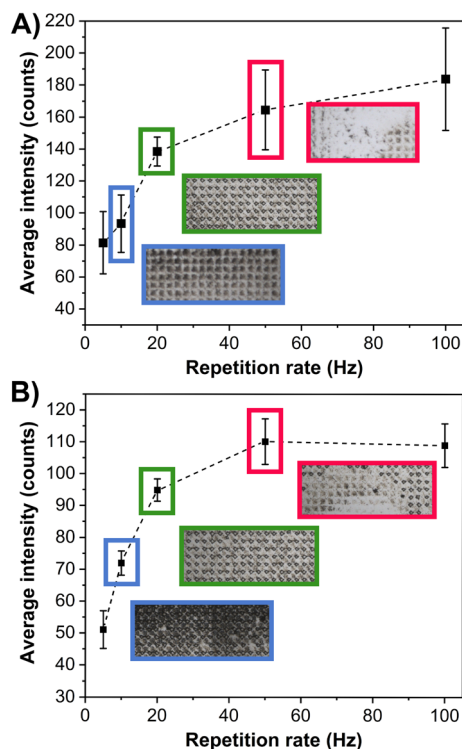 A)
220
200
180
160
140
120
100
80
60
40
Average intensity (counts)
0 20 40 60 80 100
Repetition rate (Hz)
B)
120
110
100
90
80
70
60
50
40
30
Average intensity (counts)
0 20 40 60 80 100
Repetition rate (Hz)